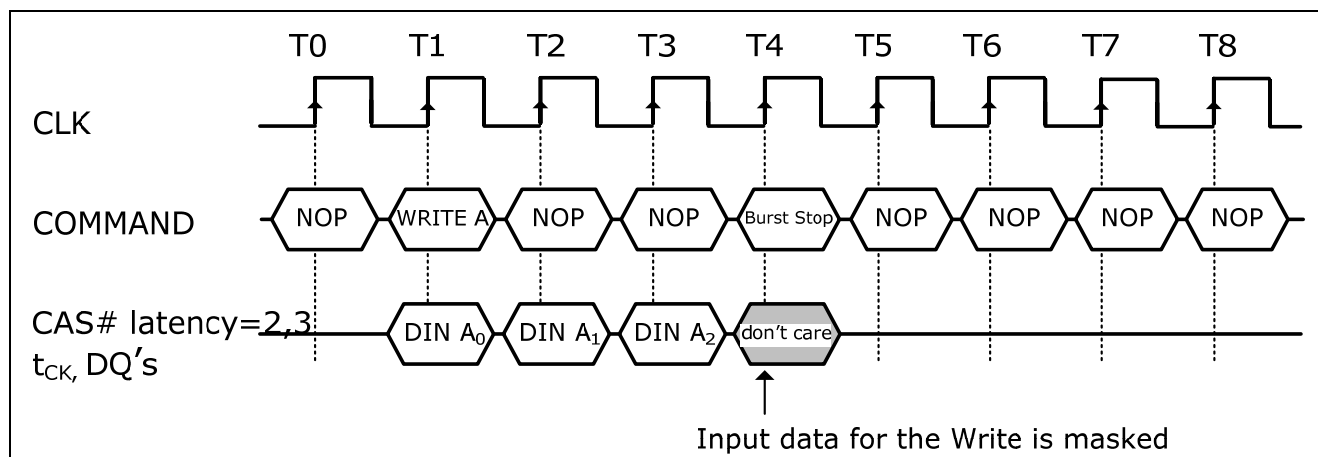 T0 T1 T2 T3 T4 T5 T6 T7 T8
CLK
COMMAND NOP WRITE A NOP NOP Burst Stop NOP NOP NOP NOP
CAS# latency=2,3
tCK, DQ's DIN A0 DIN A1 DIN A2 don't care
Input data for the Write is masked